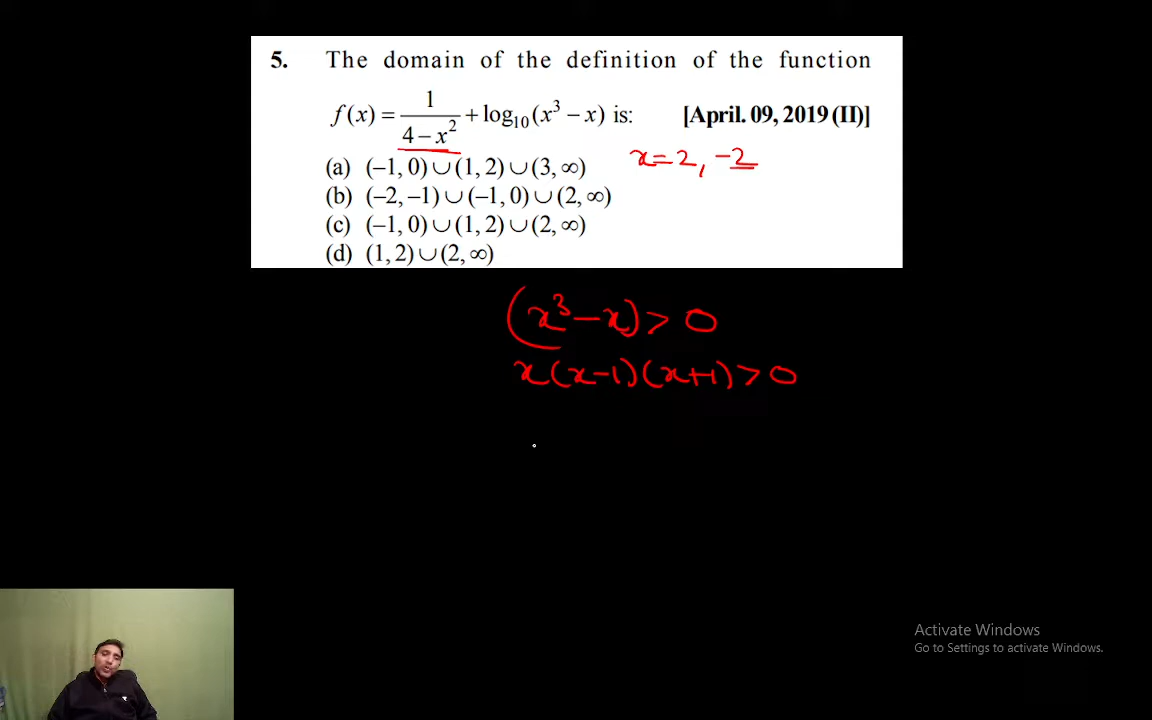 5. The domain of the definition of the function
f(x) = 1/(4 – x²) + log₁₀(x³ – x) is: [April. 09, 2019 (II)]
x = 2, -2
(a) (–1, 0) ∪ (1, 2) ∪ (3, ∞)
(b) (–2, –1) ∪ (–1, 0) ∪ (2, ∞)
(c) (–1, 0) ∪ (1, 2) ∪ (2, ∞)
(d) (1, 2) ∪ (2, ∞)
(x³ – x) > 0
x(x-1)(x+1) > 0
Activate Windows
Go to Settings to activate Windows.